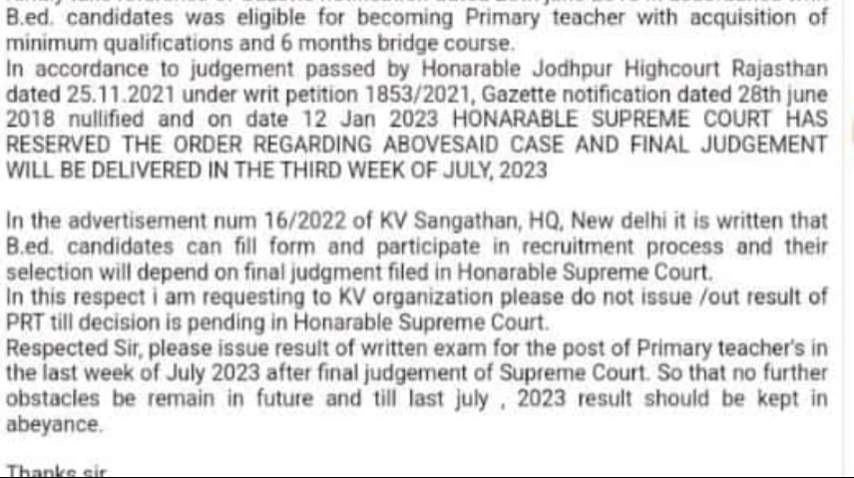 B.ed. candidates was eligible for becoming Primary teacher with acquisition of
minimum qualifications and 6 months bridge course.
In accordance to judgement passed by Honarable Jodhpur Highcourt Rajasthan
dated 25.11.2021 under writ petition 1853/2021, Gazette notification dated 28th june
2018 nullified and on date 12 Jan 2023 HONARABLE SUPREME COURT HAS
RESERVED THE ORDER REGARDING ABOVESAID CASE AND FINAL JUDGEMENT
WILL BE DELIVERED IN THE THIRD WEEK OF JULY, 2023
In the advertisement num 16/2022 of KV Sangathan, HQ, New delhi it is written that
B.ed. candidates can fill form and participate in recruitment process and their
selection will depend on final judgment filed in Honarable Supreme Court.
In this respect i am requesting to KV organization please do not issue /out result of
PRT till decision is pending in Honarable Supreme Court.
Respected Sir, please issue result of written exam for the post of Primary teacher's in
the last week of July 2023 after final judgement of Supreme Court. So that no further
obstacles be remain in future and till last july , 2023 result should be kept in
abeyance.
Thanks sir